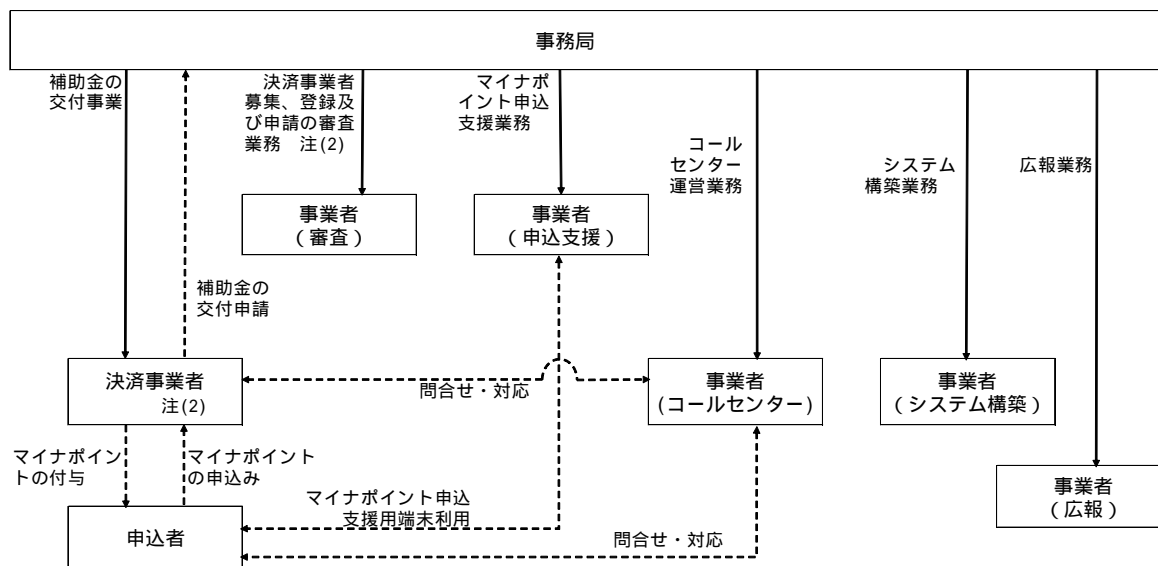 事務局
補助金の
交付事業
決済事業者
募集、登録及
び申請の審査
業務　注(2)
マイナポ
イント申込
支援業務
コール
センター
運営業務
システム
構築業務
広報業務
事業者
（審査）
事業者
（申込支援）
補助金の
交付申請
決済事業者
注(2)
問合せ・対応
事業者
(コールセンター)
事業者
（システム構築）
マイナポイン
トの付与
マイナポイント
の申込み
事業者
（広報）
マイナポイント申込
支援用端末利用
申込者
問合せ・対応